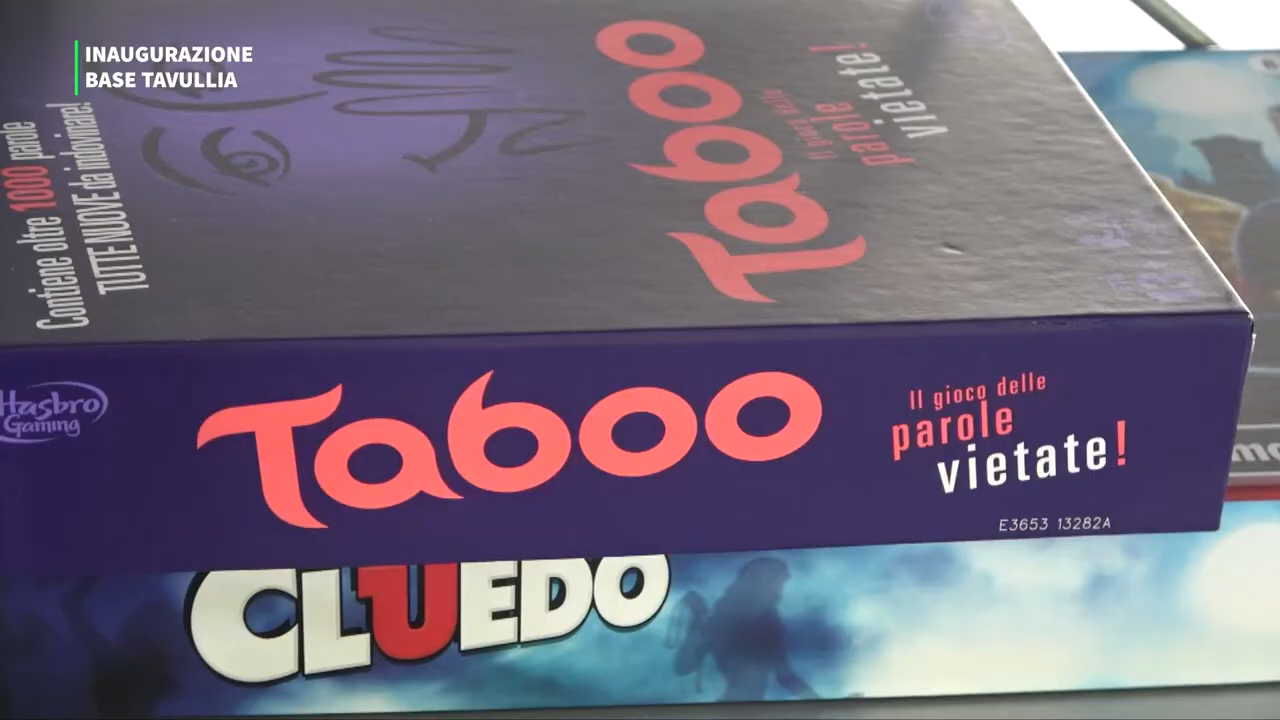 INAUGURAZIONE
BASE TAVULLIA
Contiene oltre 1000 parole
TUTTE NUOVE da indovinare!
Taboo
Il gioco delle
parole
vietate!
Hasbro
Gaming
Taboo
Il gioco delle
parole
vietate!
E3653 13282A
CLUEDO